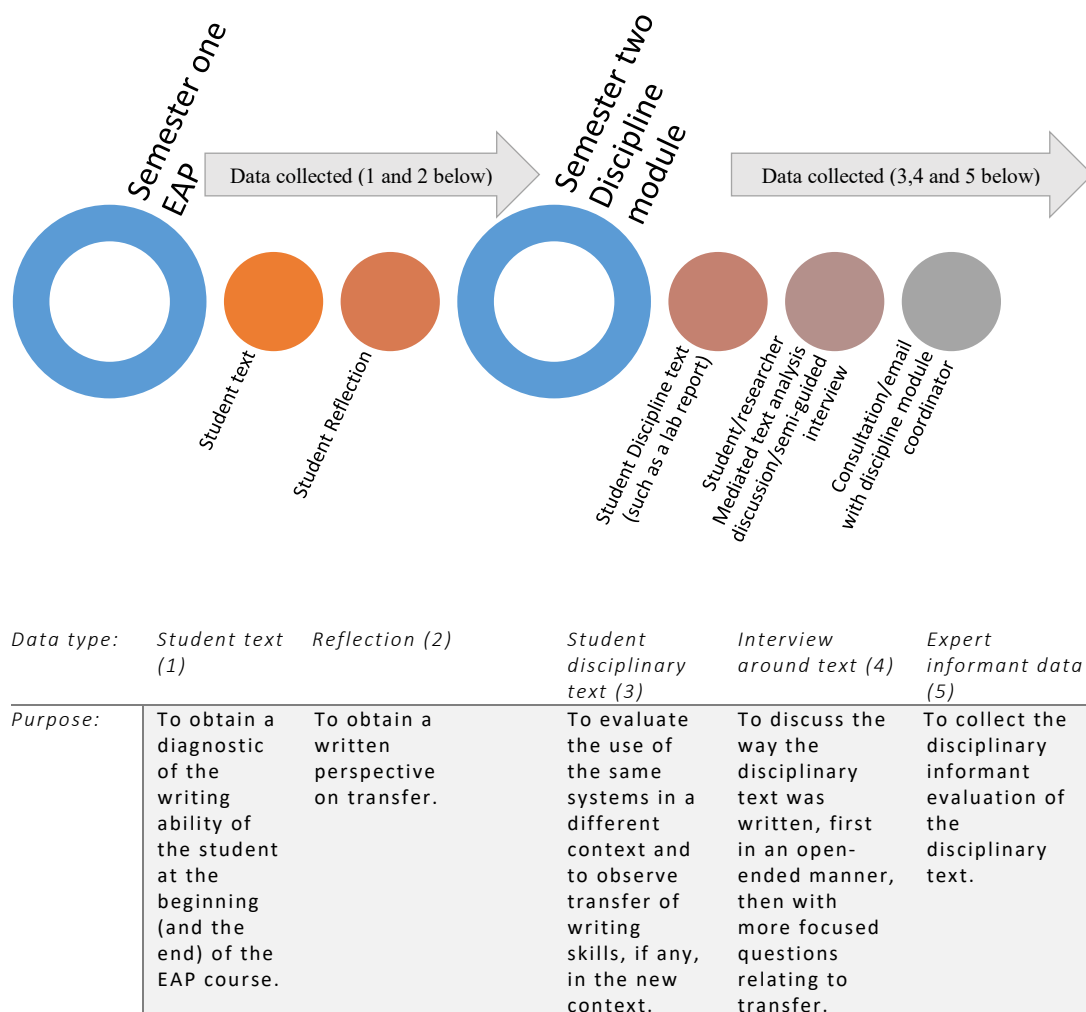 Semester one
EAP
Data collected (1 and 2 below)
Semester two
Discipline
module
Data collected (3,4 and 5 below)
Student text
Student Reflection
Student Discipline text
(such as a lab report)
Student/researcher
Mediated text analysis
discussion/semi-guided
interview
Consultation/email
with discipline module
coordinator
Data type:
Student text
(1)
Reflection (2)
Student
disciplinary
text (3)
Interview
around text (4)
Expert
informant data
(5)
Purpose:
To obtain a
diagnostic
of the
writing
ability of
the student
at the
beginning
(and the
end) of the
EAP course.
To obtain a
written
perspective
on transfer.
To evaluate
the use of
the same
systems in a
different
context and
to observe
transfer of
writing
skills, if any,
in the new
context.
To discuss the
way the
disciplinary
text was
written, first
in an open-
ended manner,
then with
more focused
questions
relating to
transfer.
To collect the
disciplinary
informant
evaluation of
the
disciplinary
text.